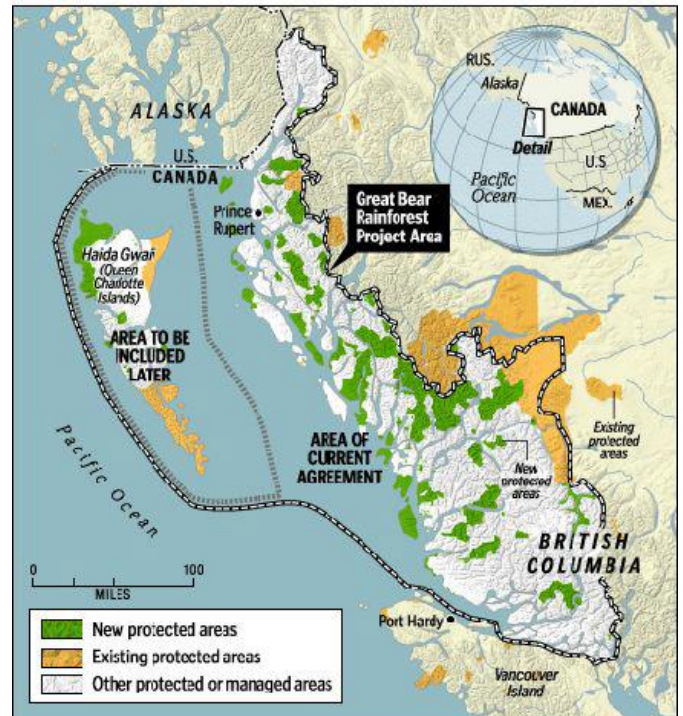 RUS.
Alaska
CANADA
Detail
U.S
Pacific
Ocean
MEX.
ALASKA
U.S.
CANADA
Prince
Rupert
Great Bear
Rainforest
Project Area
Haida Gwaii
(Queen
Charlotte
Islands)
AREA TO BE
INCLUDED
LATER
AREA OF
CURRENT
AGREEMENT
New
protected
areas
Existing
protected
areas
Pacific Ocean
BRITISH
COLUMBIA
0
100
MILES
Port Hardy
Vancouver
Island
New protected areas
Existing protected areas
Other protected or managed areas